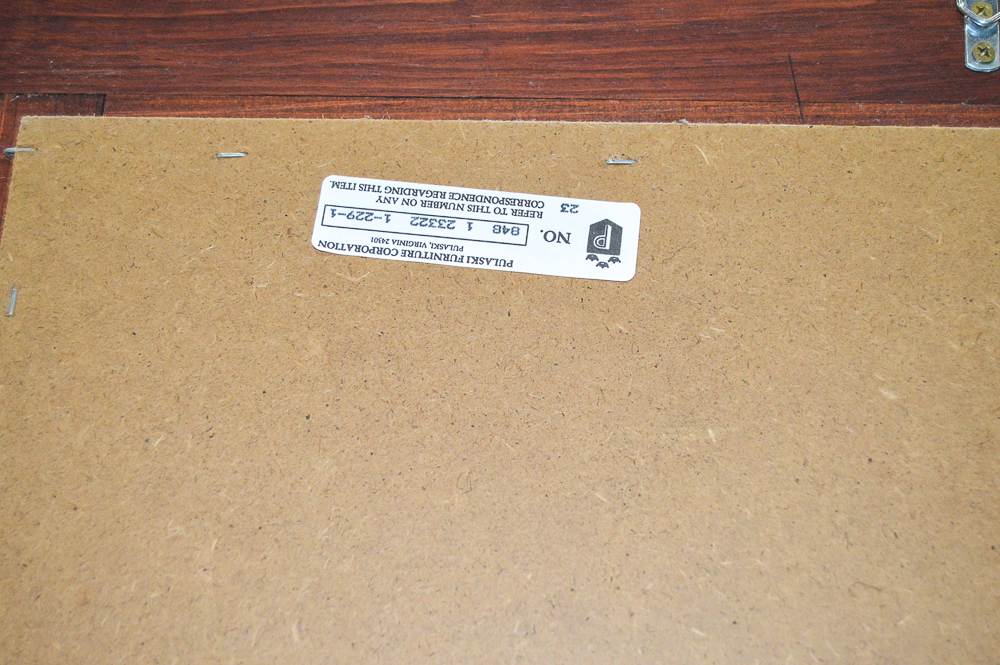 PULASKI FURNITURE CORPORATION
PULASKI, VIRGINIA 24301
P
NO. 848 1 23322 1-229-1
REFER TO THIS NUMBER ON ANY
CORRESPONDENCE REGARDING THIS ITEM.
23